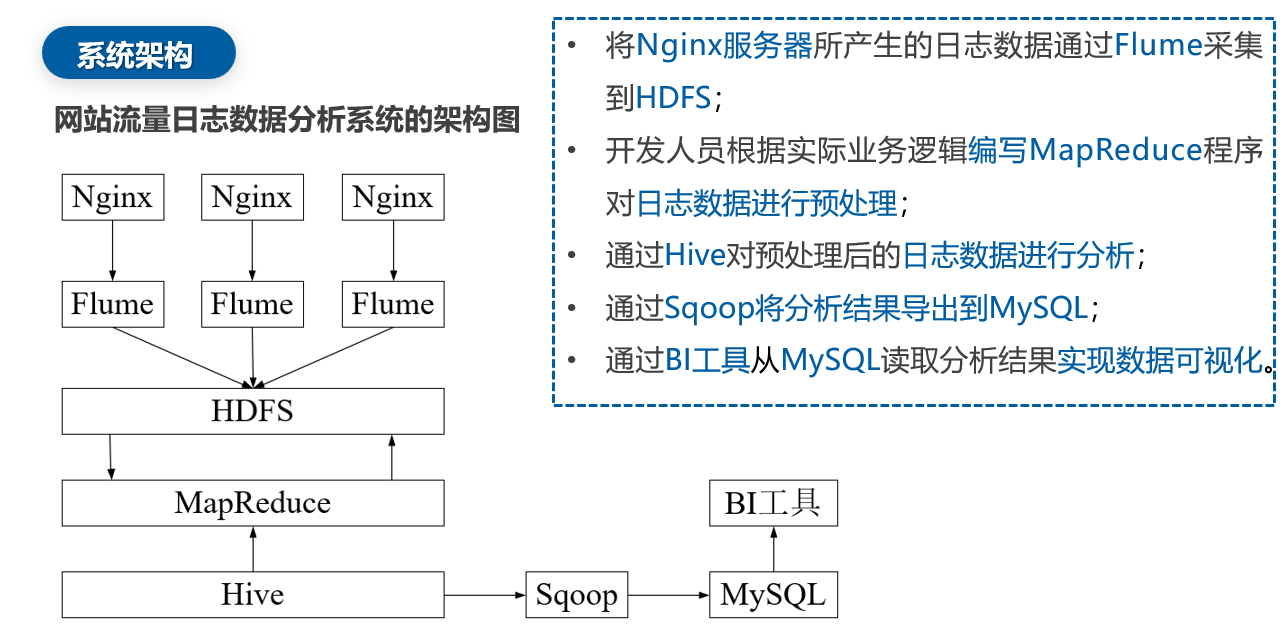 系统架构
网站流量日志数据分析系统的架构图
Nginx Nginx Nginx
Flume Flume Flume
HDFS
MapReduce
Hive
Sqoop
MySQL
BI工具
• 将Nginx服务器所产生的日志数据通过Flume采集
到HDFS；
• 开发人员根据实际业务逻辑编写MapReduce程序
对日志数据进行预处理；
• 通过Hive对预处理后的日志数据进行分析；
• 通过Sqoop将分析结果导出到MySQL；
• 通过BI工具从MySQL读取分析结果实现数据可视化。